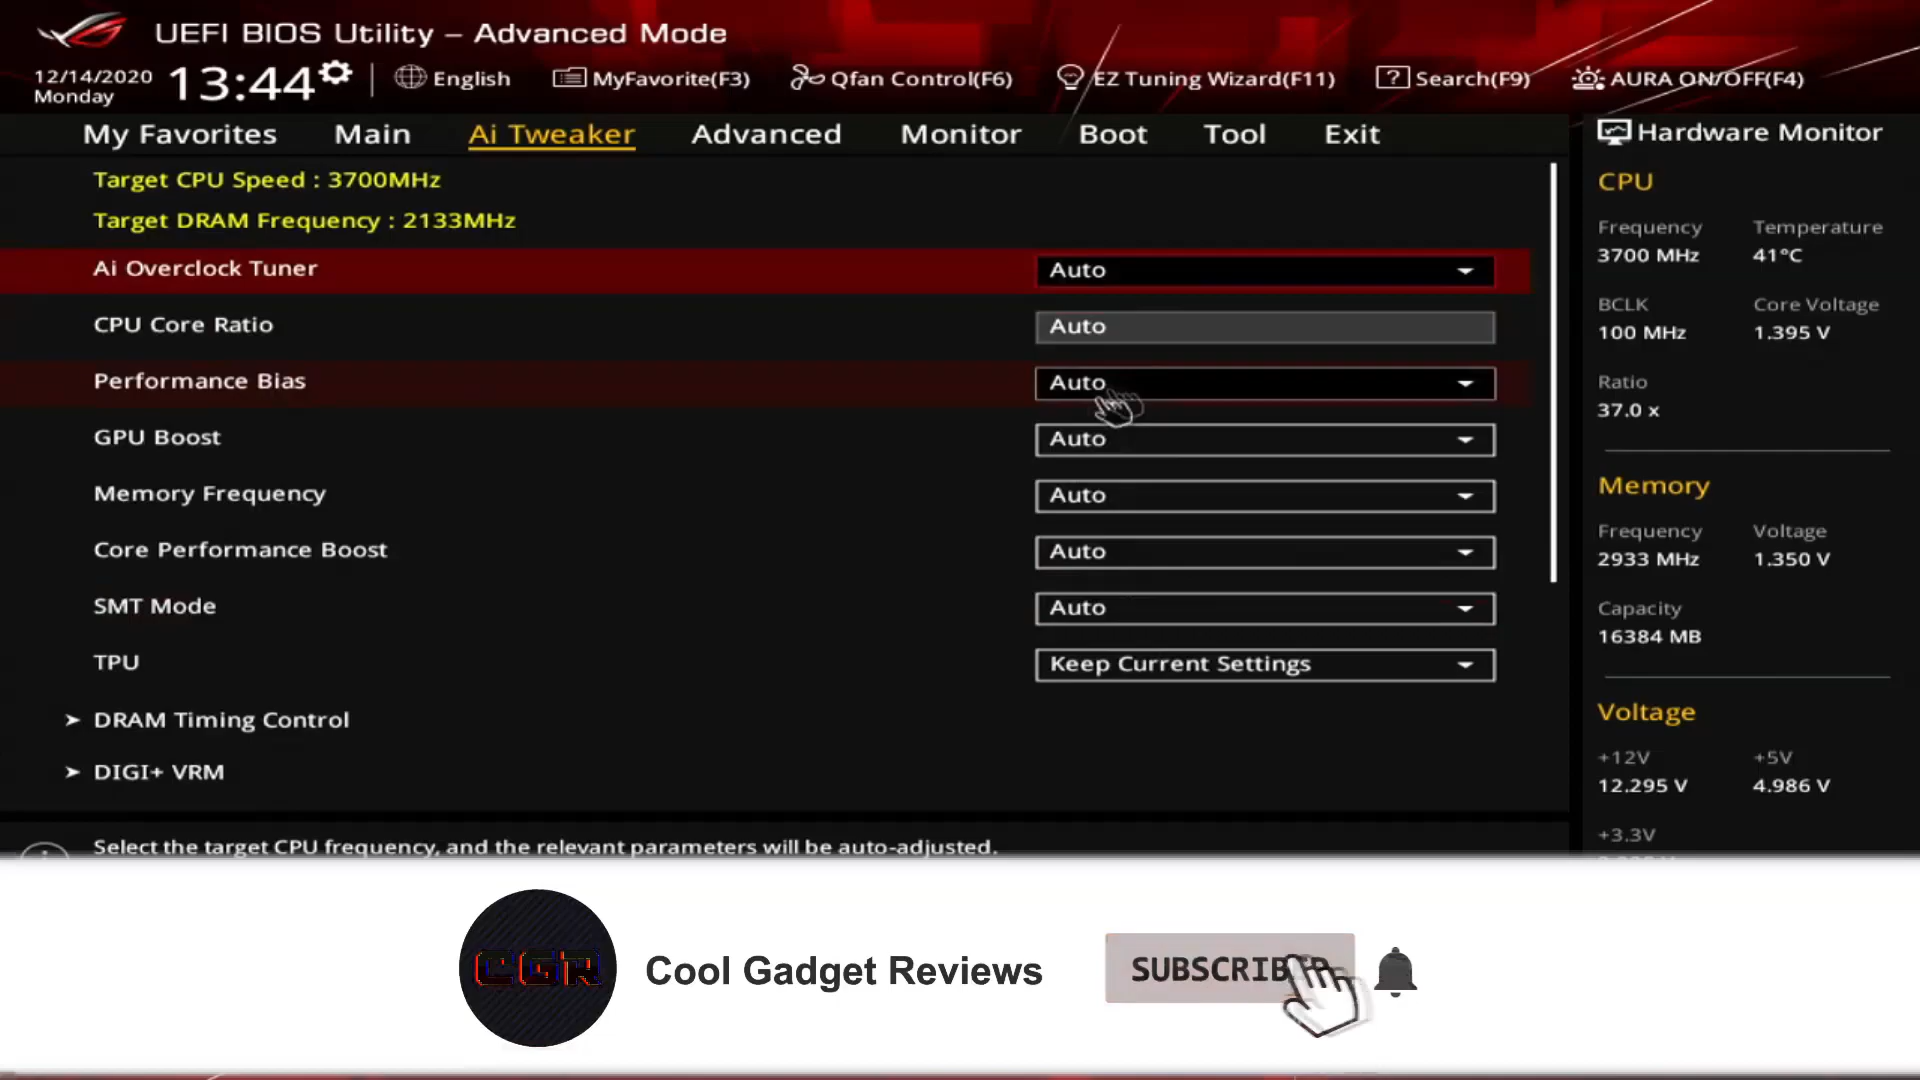 UEFI BIOS Utility – Advanced Mode
12/14/2020
Monday
13:44
English
MyFavorite(F3)
Qfan Control(F6)
EZ Tuning Wizard(F11)
Search(F9)
AURA ON/OFF(F4)
My Favorites
Main
Ai Tweaker
Advanced
Monitor
Boot
Tool
Exit
Hardware Monitor
Target CPU Speed : 3700MHz
Target DRAM Frequency : 2133MHz
Ai Overclock Tuner
Auto
CPU Core Ratio
Auto
Performance Bias
Auto
GPU Boost
Auto
Memory Frequency
Auto
Core Performance Boost
Auto
SMT Mode
Auto
TPU
Keep Current Settings
DRAM Timing Control
DIGI+ VRM
Select the target CPU frequency, and the relevant parameters will be auto-adjusted.
CPU
Frequency
Temperature
3700 MHz
41°C
BCLK
Core Voltage
100 MHz
1.395 V
Ratio
37.0 x
Memory
Frequency
Voltage
2933 MHz
1.350 V
Capacity
16384 MB
Voltage
+12V
+5V
12.295 V
4.986 V
+3.3V
CGR
Cool Gadget Reviews